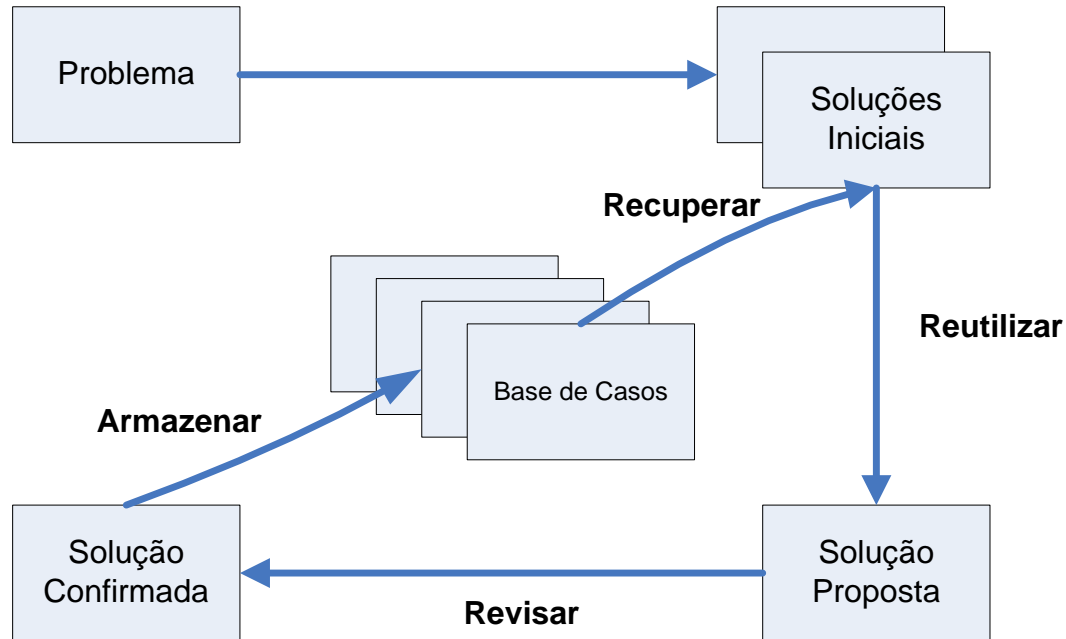 Problema
Soluções
Iniciais
Recuperar
Reutilizar
Base de Casos
Armazenar
Solução
Confirmada
Solução
Proposta
Revisar